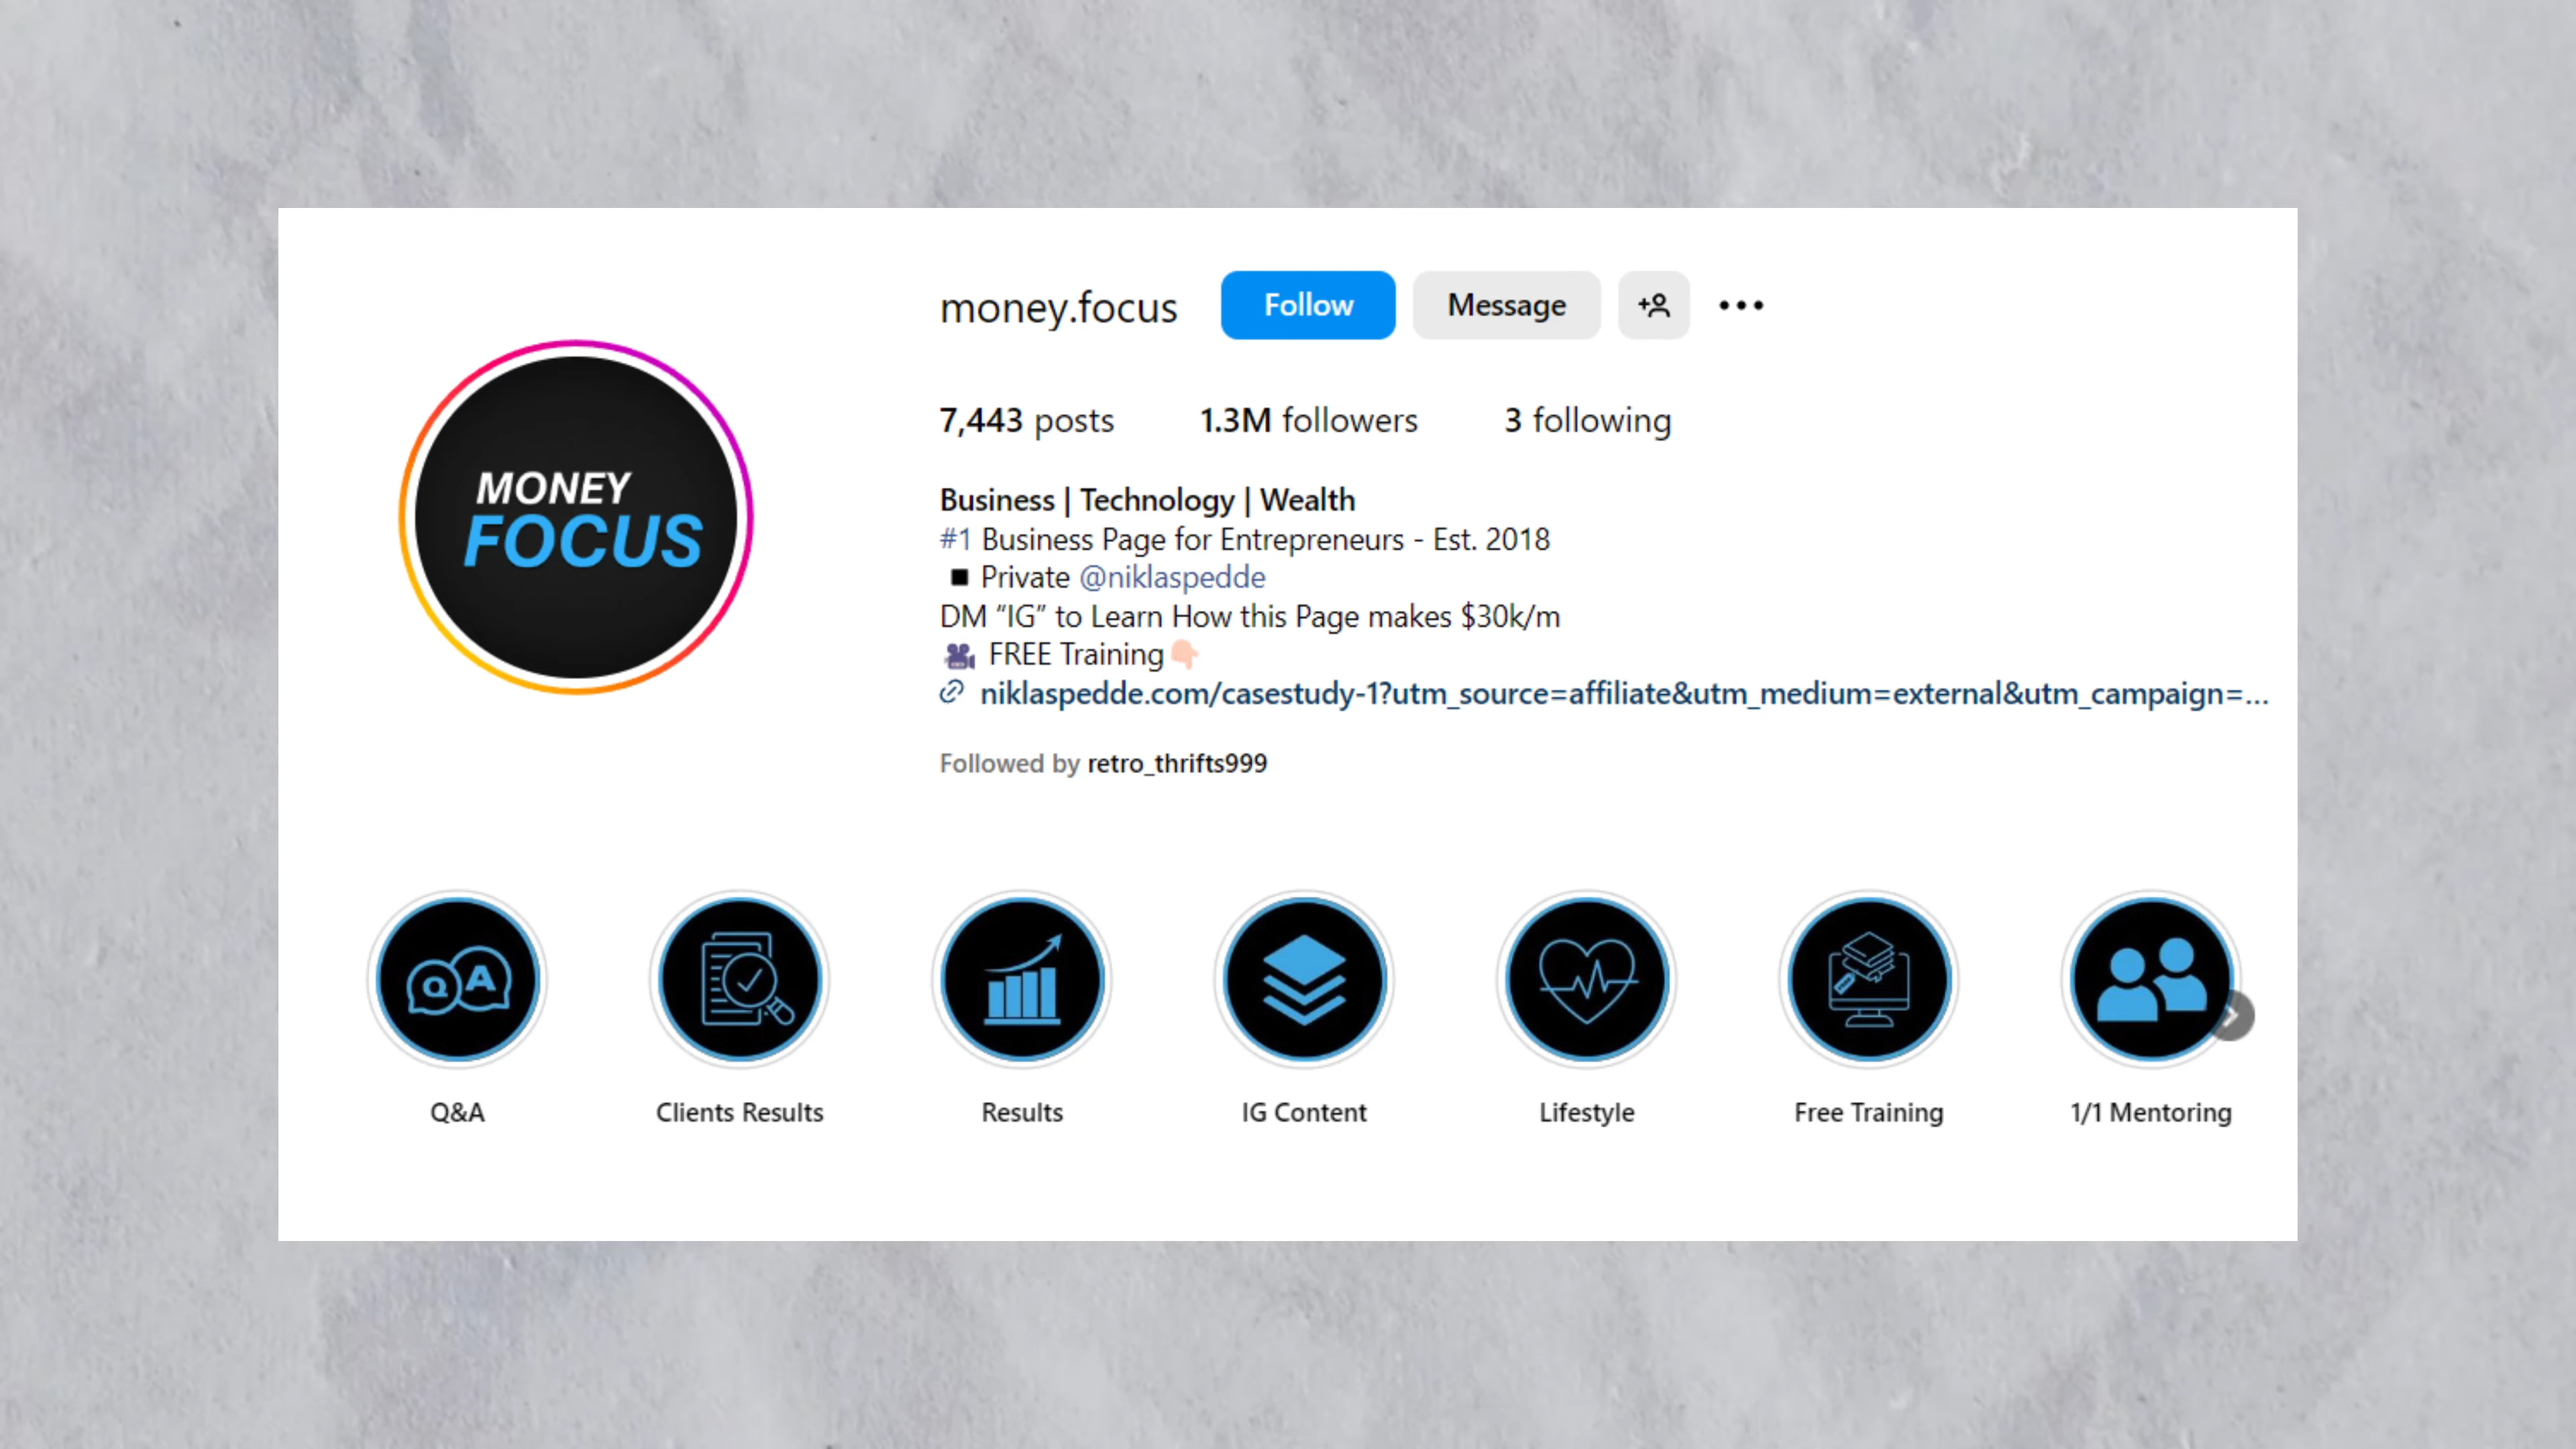 money.focus Follow Message
7,443 posts 1.3M followers 3 following
MONEY
FOCUS
Business | Technology | Wealth
#1 Business Page for Entrepreneurs - Est. 2018
◾ Private @niklaspedde
DM “IG” to Learn How this Page makes $30k/m
🎥 FREE Training👇🏻
niklaspedde.com/casestudy-1?utm_source=affiliate&utm_medium=external&utm_campaign=...
Followed by retro_thrifts999
Q A
Q&A Clients Results Results IG Content Lifestyle Free Training 1/1 Mentoring